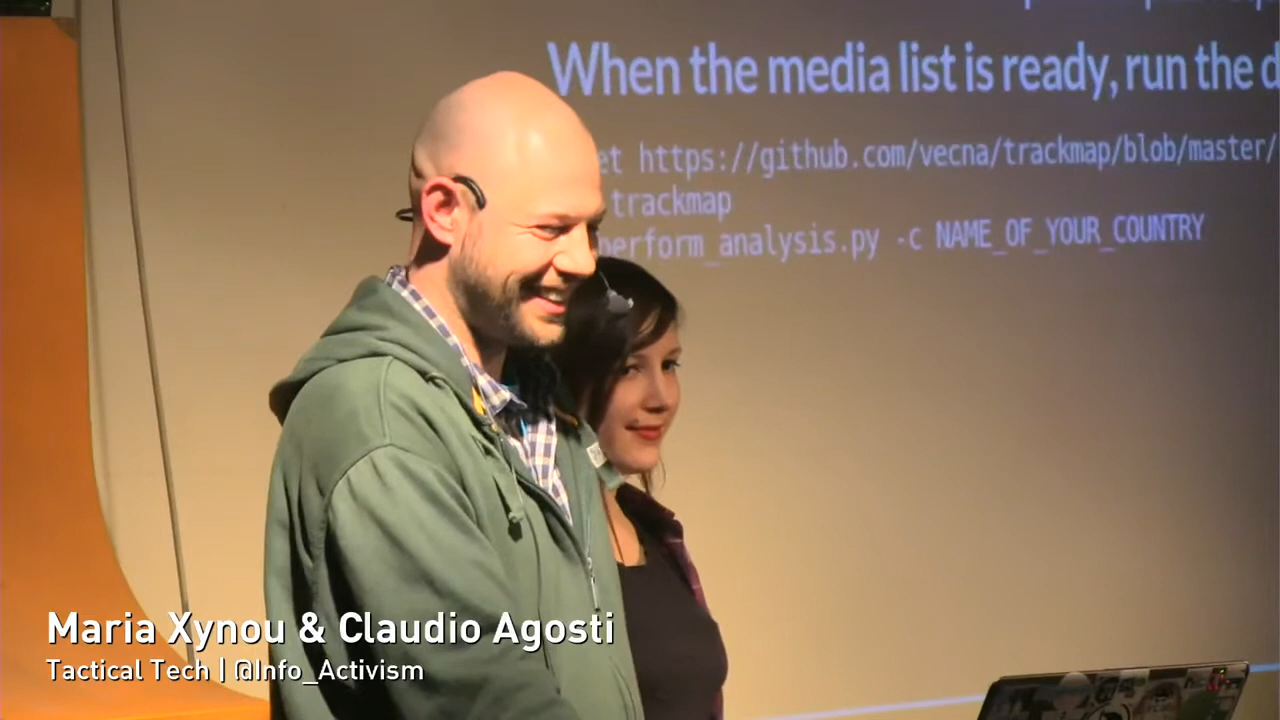 When the media list is ready, run the d
et https://github.com/vecna/trackmap/blob/master/
trackmap
perform_analysis.py -c NAME_OF_YOUR_COUNTRY
Maria Xynou & Claudio Agosti
Tactical Tech | @Info_Activism